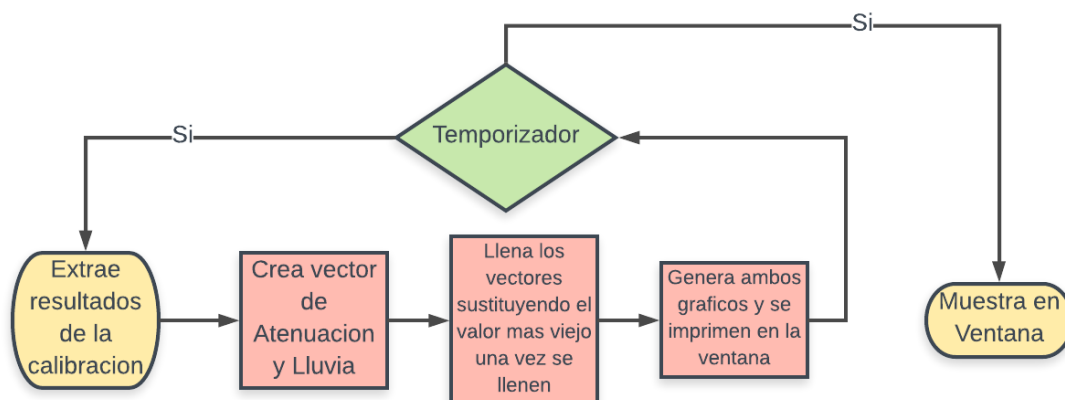 Si
Temporizador
Si
Extrae
resultados
de la
calibracion
Crea vector
de
Atenuacion
y Lluvia
Llena los
vectores
sustituyendo el
valor mas viejo
una vez se
llenen
Genera ambos
graficos y se
imprimen en la
ventana
Muestra en
Ventana